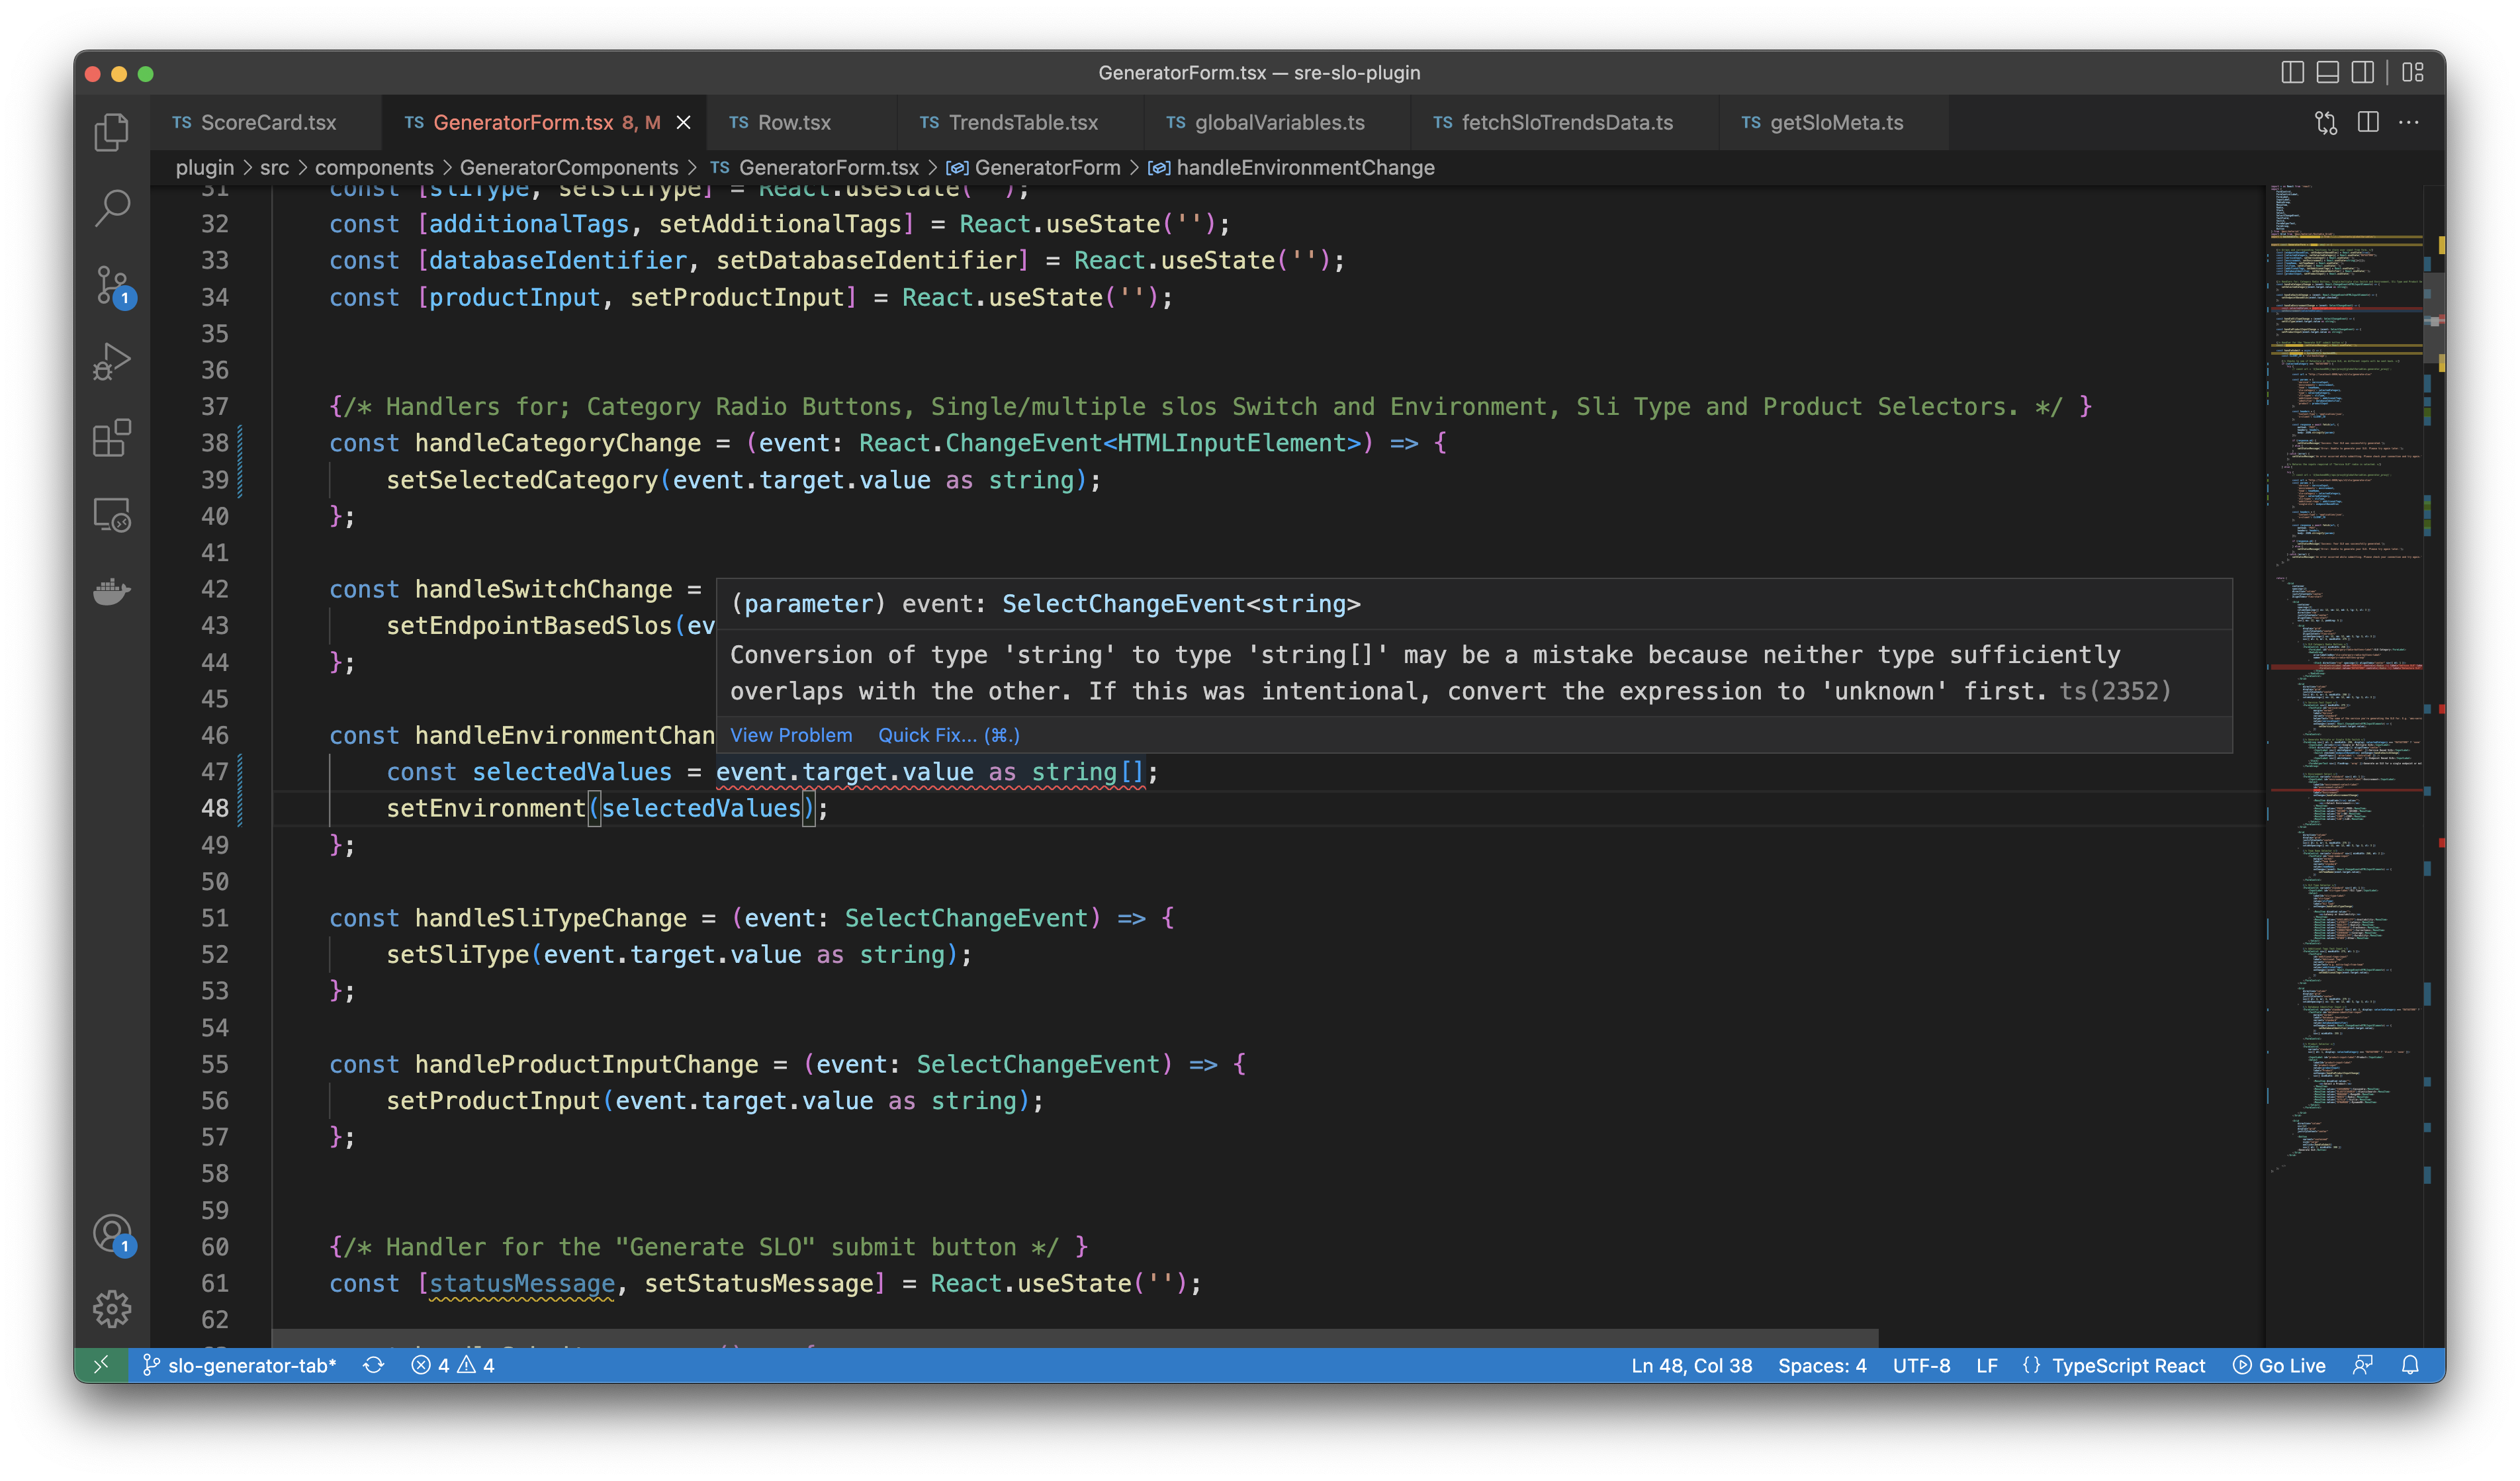 GeneratorForm.tsx — sre-slo-plugin
TS ScoreCard.tsx
TS GeneratorForm.tsx 8, M
TS Row.tsx
TS TrendsTable.tsx
TS globalVariables.ts
TS fetchSloTrendsData.ts
TS getSloMeta.ts
plugin > src > components > GeneratorComponents > TS GeneratorForm.tsx > GeneratorForm > handleEnvironmentChange
31 const [sliType, setSliType] = React.useState('');
32 const [additionalTags, setAdditionalTags] = React.useState('');
33 const [databaseIdentifier, setDatabaseIdentifier] = React.useState('');
34 const [productInput, setProductInput] = React.useState('');
35
36
37 {/* Handlers for; Category Radio Buttons, Single/multiple slos Switch and Environment, Sli Type and Product Selectors. */ }
38 const handleCategoryChange = (event: React.ChangeEvent<HTMLInputElement>) => {
39 setSelectedCategory(event.target.value as string);
40 };
41
42 const handleSwitchChange =
43 setEndpointBasedSlos(ev
44 };
45
46 const handleEnvironmentChan
(parameter) event: SelectChangeEvent<string>
Conversion of type 'string' to type 'string[]' may be a mistake because neither type sufficiently
overlaps with the other. If this was intentional, convert the expression to 'unknown' first. ts(2352)
View Problem Quick Fix... (⌘.)
47 const selectedValues = event.target.value as string[];
48 setEnvironment(selectedValues);
49 };
50
51 const handleSliTypeChange = (event: SelectChangeEvent) => {
52 setSliType(event.target.value as string);
53 };
54
55 const handleProductInputChange = (event: SelectChangeEvent) => {
56 setProductInput(event.target.value as string);
57 };
58
59
60 {/* Handler for the "Generate SLO" submit button */ }
61 const [statusMessage, setStatusMessage] = React.useState('');
62
1
1
slo-generator-tab* 4 4
Ln 48, Col 38 Spaces: 4 UTF-8 LF {} TypeScript React Go Live